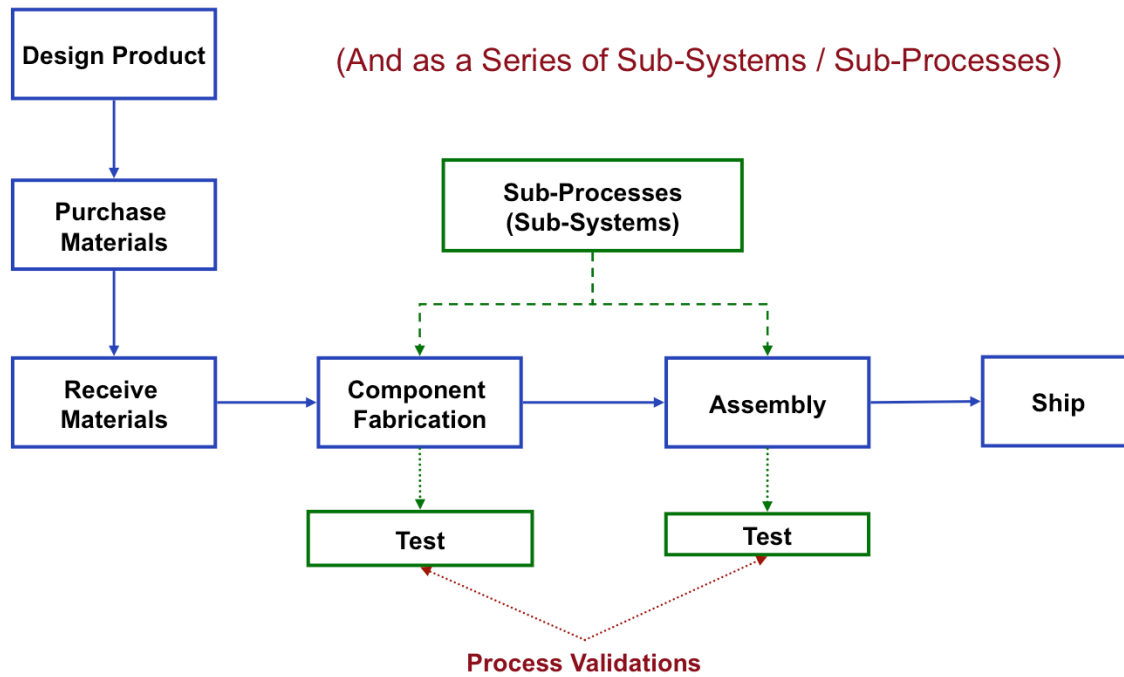 Design Product
(And as a Series of Sub-Systems / Sub-Processes)
Purchase
Materials
Sub-Processes
(Sub-Systems)
Receive
Materials
Component
Fabrication
Assembly
Ship
Test
Test
Process Validations